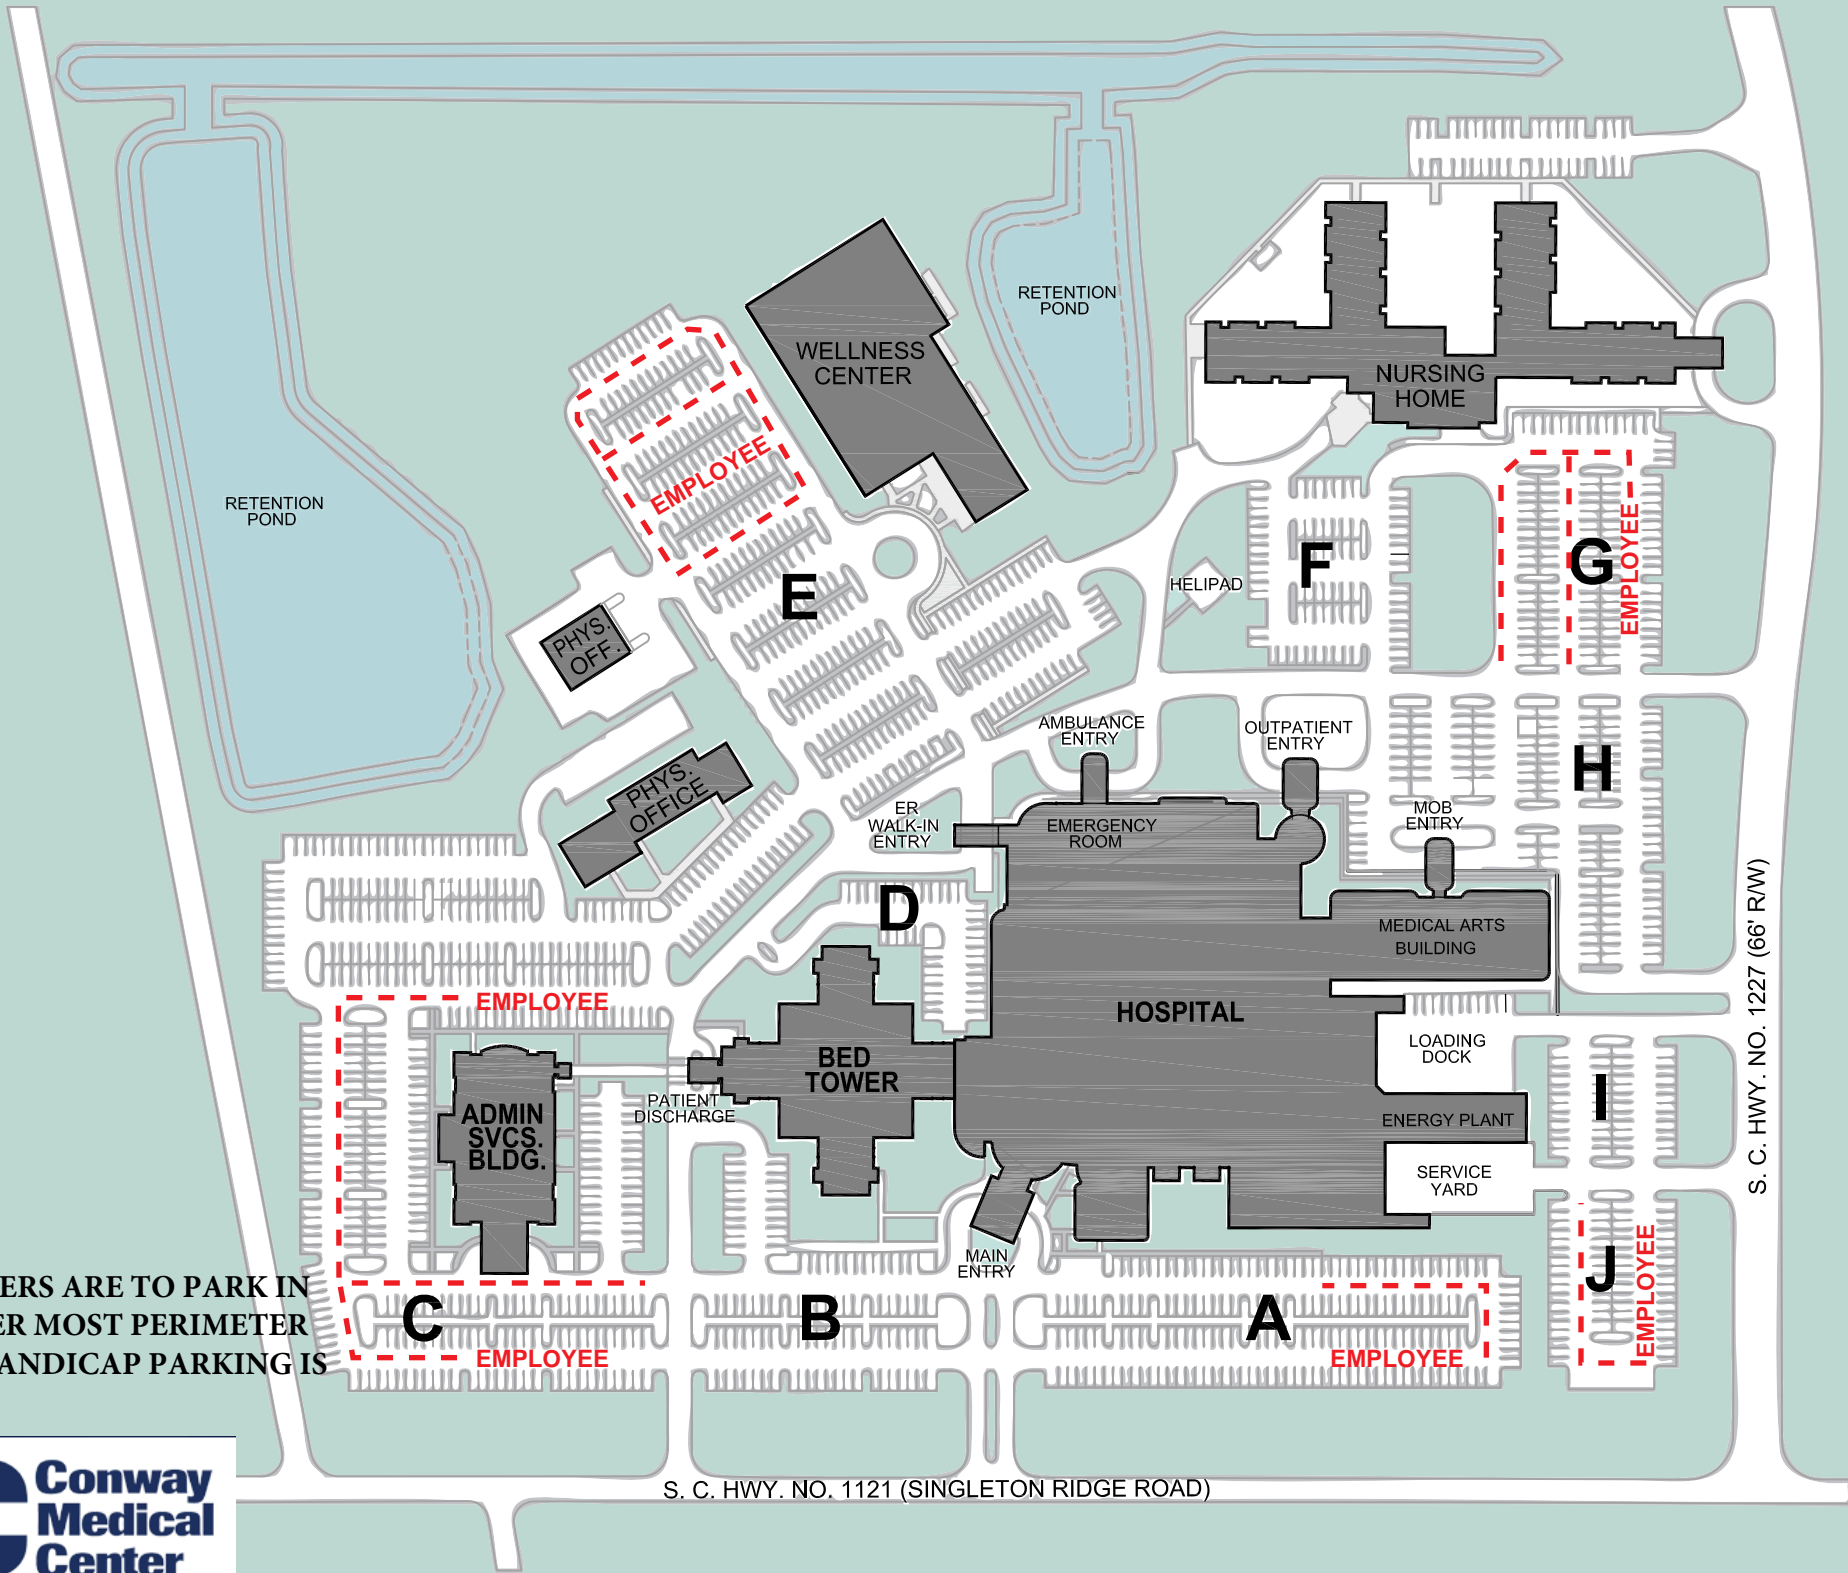 RETENTION
POND
WELLNESS
CENTER
NURSING
HOME
RETENTION
POND
EMPLOYEE
E
HELIPAD
F
G
EMPLOYEE
PHYS.
OFF.
AMBULANCE
ENTRY
OUTPATIENT
ENTRY
H
PHYS.
OFFICE
ER
WALK-IN
ENTRY
EMERGENCY
ROOM
MOB
ENTRY
D
MEDICAL ARTS
BUILDING
S. C. HWY. NO. 1227 (66' R/W)
EMPLOYEE
HOSPITAL
LOADING
DOCK
BED
TOWER
PATIENT
DISCHARGE
ADMIN
SVCS.
BLDG.
I
ENERGY PLANT
SERVICE
YARD
MAIN
ENTRY
J
EMPLOYEE
ERS ARE TO PARK IN
ER MOST PERIMETER
ANDICAP PARKING IS
C
B
A
EMPLOYEE
EMPLOYEE
S. C. HWY. NO. 1121 (SINGLETON RIDGE ROAD)
Conway
Medical
Center